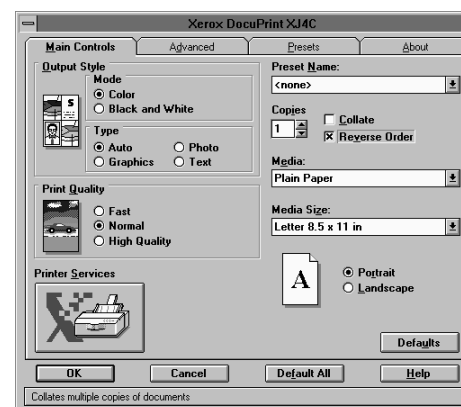 Xerox DocuPrint XJ4C
Main Controls
Advanced
Presets
About
Output Style
Mode
Color
Black and White
Type
Auto
Photo
Graphics
Text
Print Quality
Fast
Normal
High Quality
Printer Services
Preset Name:
<none>
Copies
1
Collate
Reverse Order
Media:
Plain Paper
Media Size:
Letter 8.5 x 11 in
A
Portrait
Landscape
Defaults
OK
Cancel
Default All
Help
Collates multiple copies of documents